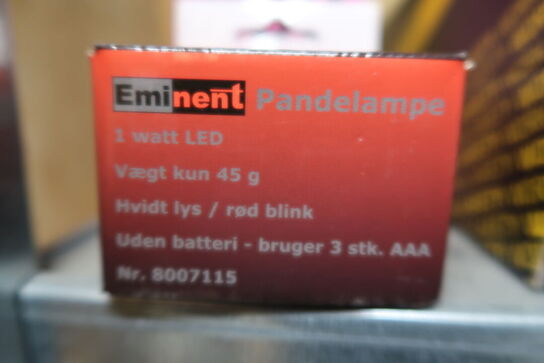 Eminent Pandelampe
1 watt LED
Vægt kun 45 g
Hvidt lys / rød blink
Uden batteri - bruger 3 stk. AAA
Nr. 8007115